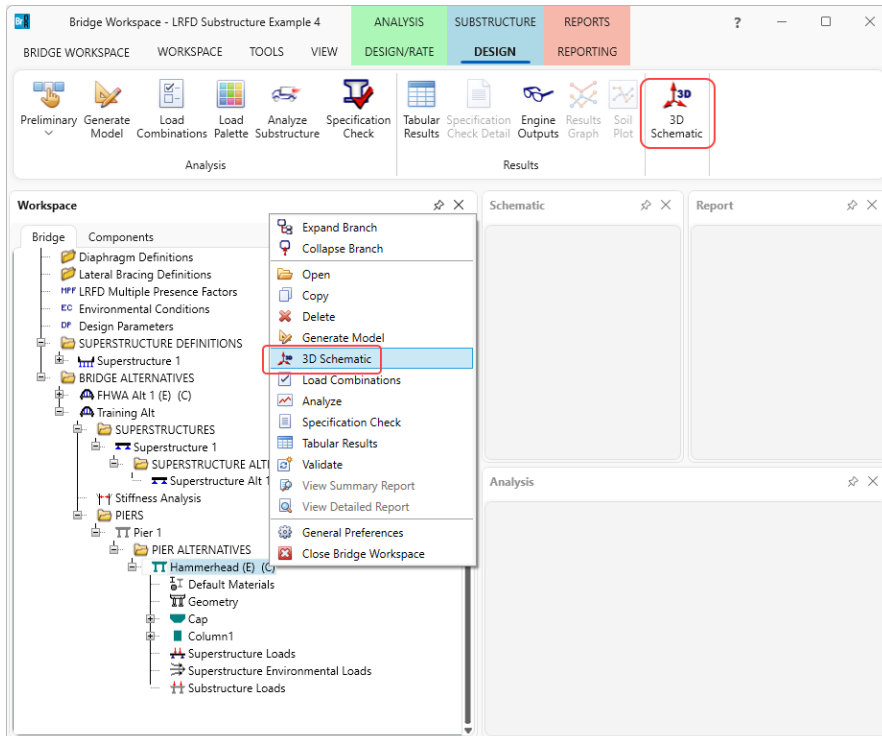 Br
Bridge Workspace - LRFD Substructure Example 4
ANALYSIS
SUBSTRUCTURE
REPORTS
?
BRIDGE WORKSPACE
WORKSPACE
TOOLS
VIEW
DESIGN/RATE
DESIGN
REPORTING
Preliminary
Generate
Model
Load
Combinations
Load
Palette
Analyze
Substructure
Specification
Check
Tabular
Results
Specification
Check Detail
Engine
Outputs
Results
Graph
Soil
Plot
3D
3D
Schematic
Analysis
Results
Workspace
Bridge
Components
Diaphragm Definitions
Lateral Bracing Definitions
MPF LRFD Multiple Presence Factors
EC Environmental Conditions
DP Design Parameters
SUPERSTRUCTURE DEFINITIONS
Superstructure 1
BRIDGE ALTERNATIVES
FHWA Alt 1 (E) (C)
Training Alt
SUPERSTRUCTURES
Superstructure 1
SUPERSTRUCTURE ALT
Superstructure Alt 1
Stiffness Analysis
PIERS
Pier 1
PIER ALTERNATIVES
Hammerhead (E) (C)
Default Materials
Geometry
Cap
Column1
Superstructure Loads
Superstructure Environmental Loads
Substructure Loads
Expand Branch
Collapse Branch
Open
Copy
Delete
Generate Model
3D Schematic
Load Combinations
Analyze
Specification Check
Tabular Results
Validate
View Summary Report
View Detailed Report
General Preferences
Close Bridge Workspace
Schematic
Report
Analysis